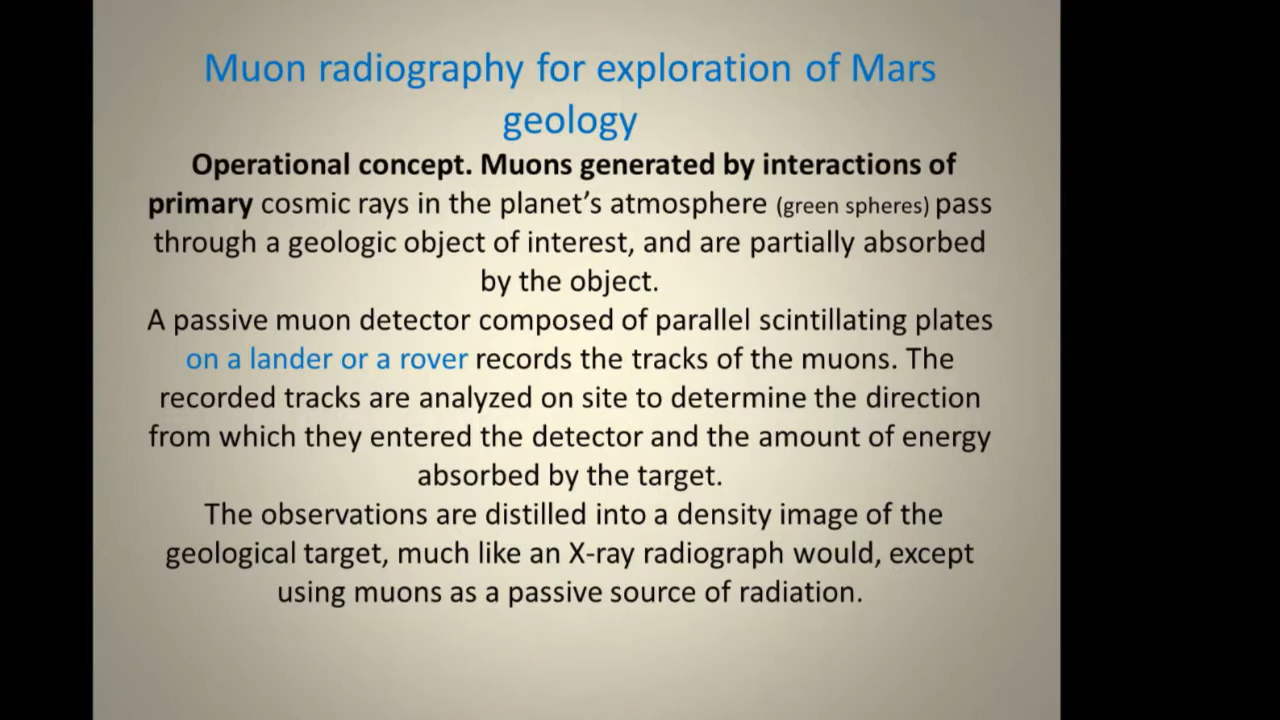 Muon radiography for exploration of Mars
geology
Operational concept. Muons generated by interactions of
primary cosmic rays in the planet’s atmosphere (green spheres) pass
through a geologic object of interest, and are partially absorbed
by the object.
A passive muon detector composed of parallel scintillating plates
on a lander or a rover records the tracks of the muons. The
recorded tracks are analyzed on site to determine the direction
from which they entered the detector and the amount of energy
absorbed by the target.
The observations are distilled into a density image of the
geological target, much like an X-ray radiograph would, except
using muons as a passive source of radiation.